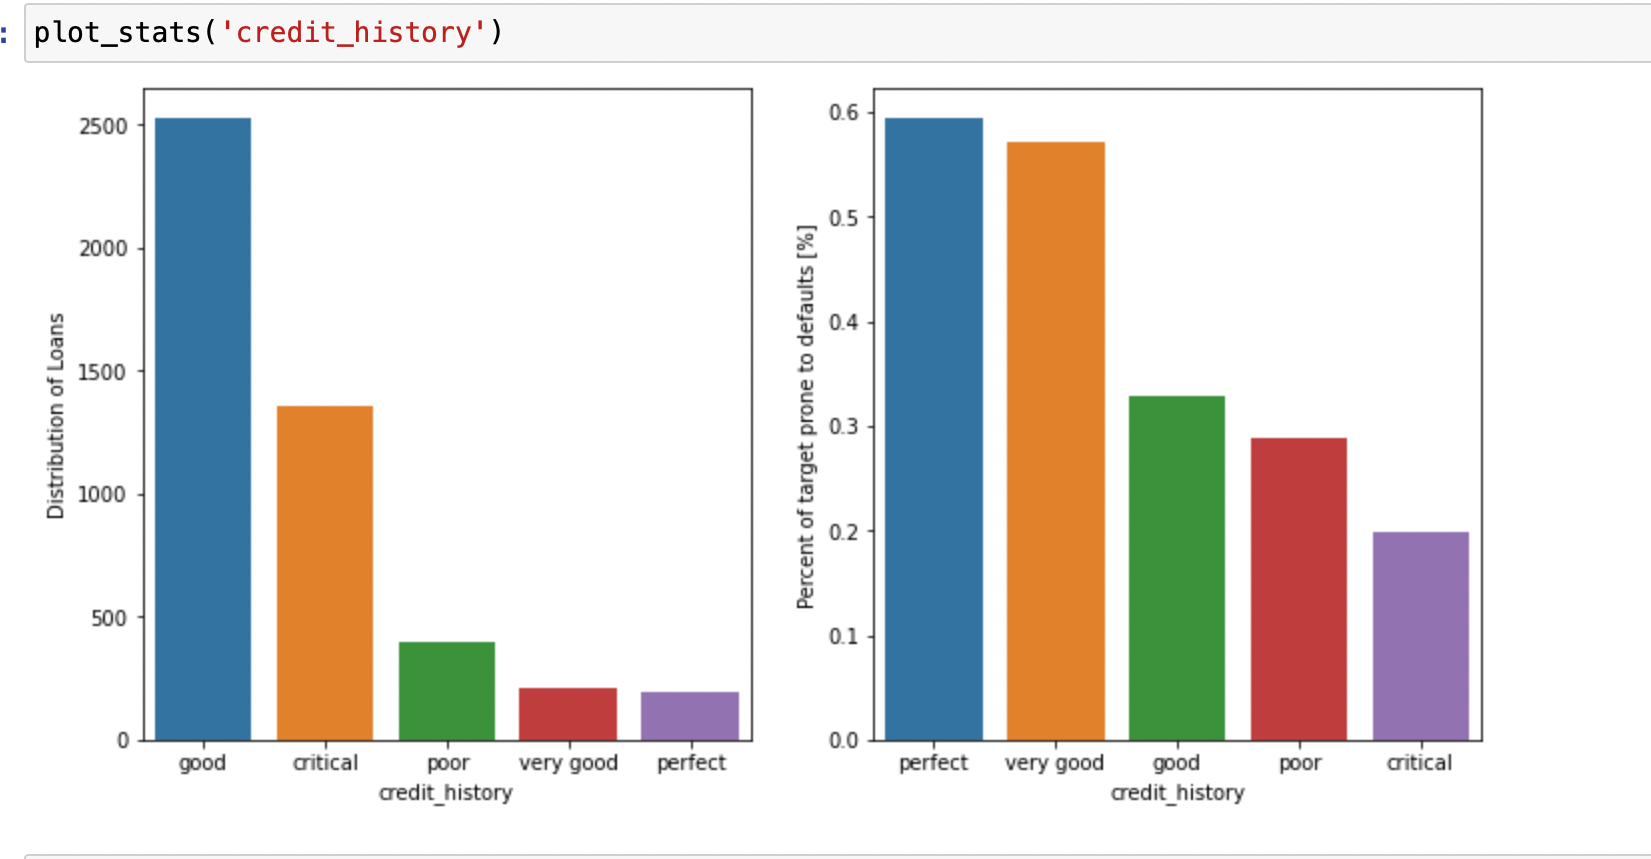 : plot_stats('credit_history')
Distribution of Loans
2500
2000
1500
1000
500
0
good critical poor very good perfect
credit_history
Percent of target prone to defaults [%]
0.6
0.5
0.4
0.3
0.2
0.1
0.0
perfect very good good poor critical
credit_history